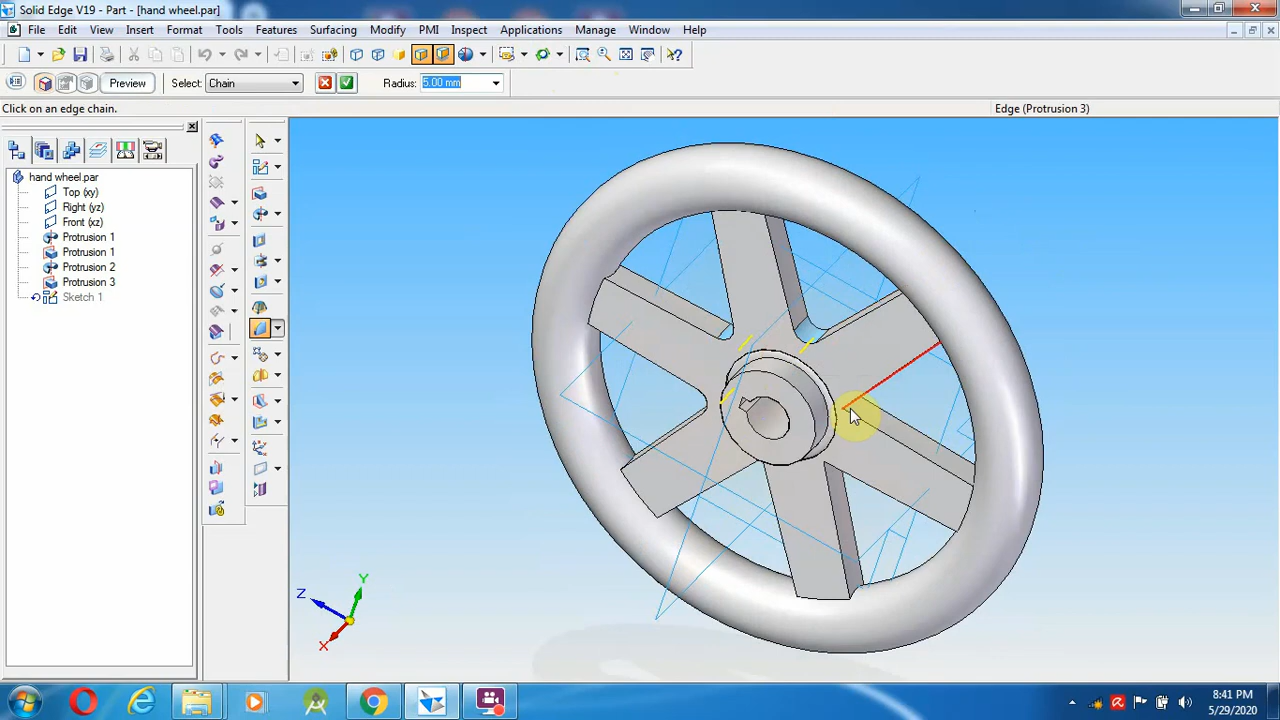 Solid Edge V19 - Part - [hand wheel.par]
File Edit View Insert Format Tools Features Surfacing Modify PMI Inspect Applications Manage Window Help
Preview Select: Chain Radius: 5.00 mm
Click on an edge chain. Edge (Protrusion 3)
hand wheel.par
Top (xy)
Right (yz)
Front (xz)
Protrusion 1
Protrusion 1
Protrusion 2
Protrusion 3
Sketch 1
Y
Z
X
8:41 PM
5/29/2020